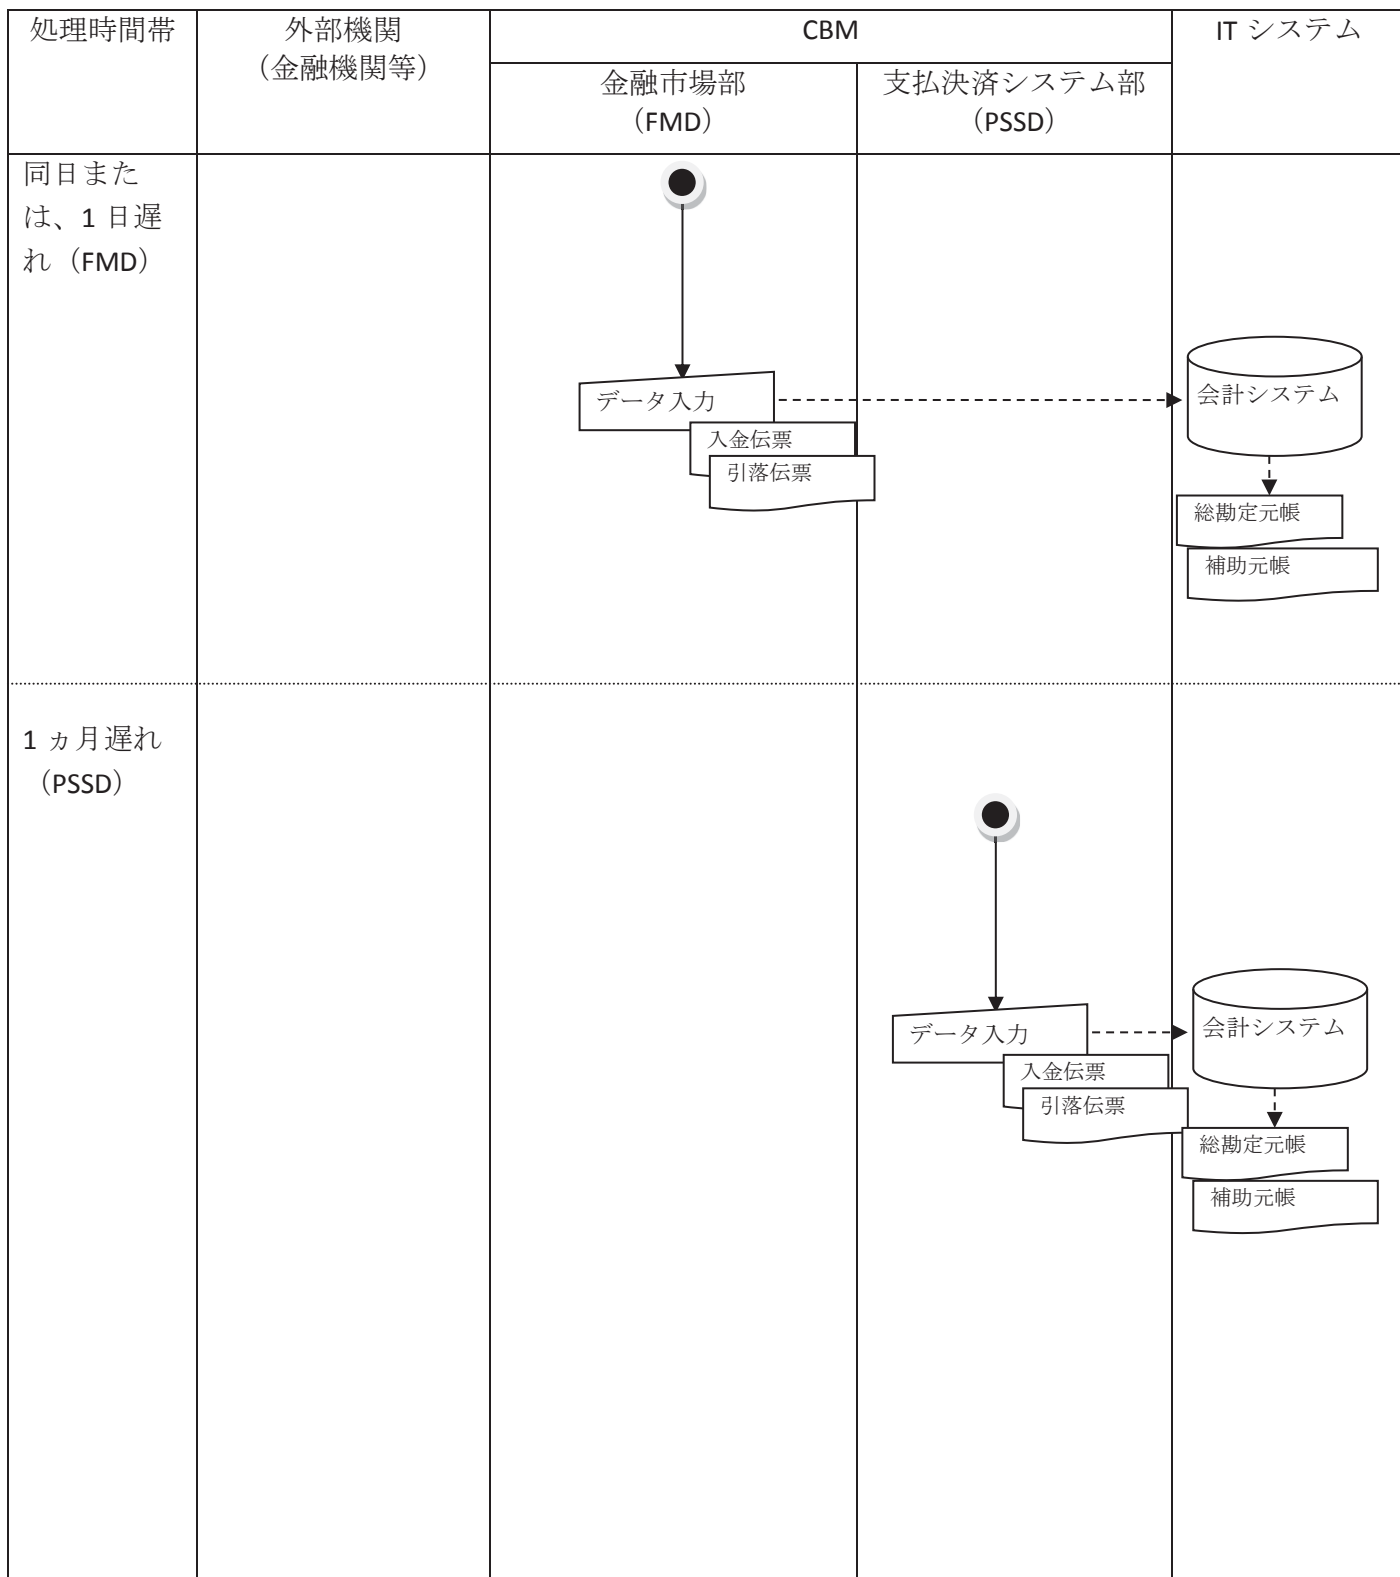 処理時間帯
外部機関
（金融機関等）
CBM
IT システム
金融市場部
（FMD）
支払決済システム部
（PSSD）
同日また
は、1 日遅
れ（FMD）
データ入力
入金伝票
引落伝票
会計システム
総勘定元帳
補助元帳
1 ヵ月遅れ
（PSSD）
データ入力
入金伝票
引落伝票
会計システム
総勘定元帳
補助元帳